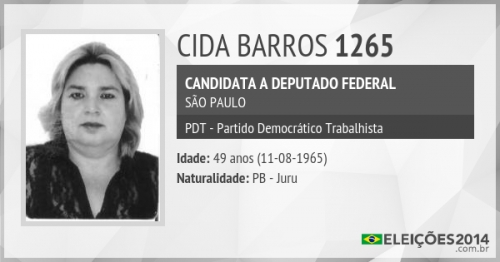 CIDA BARROS 1265
CANDIDATA A DEPUTADO FEDERAL
SÃO PAULO
PDT - Partido Democrático Trabalhista
Idade: 49 anos (11-08-1965)
Naturalidade: PB - Juru
ELEIÇÕES2014
.com.br